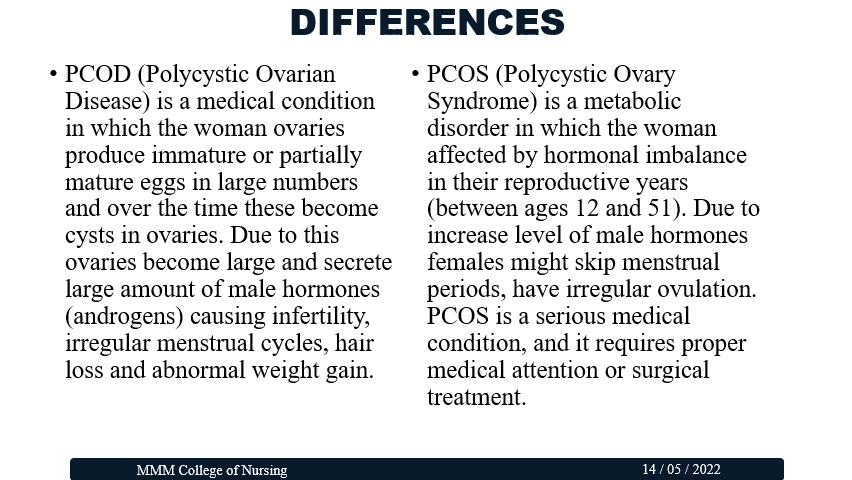 DIFFERENCES
• PCOD (Polycystic Ovarian
Disease) is a medical condition
in which the woman ovaries
produce immature or partially
mature eggs in large numbers
and over the time these become
cysts in ovaries. Due to this
ovaries become large and secrete
large amount of male hormones
(androgens) causing infertility,
irregular menstrual cycles, hair
loss and abnormal weight gain.
• PCOS (Polycystic Ovary
Syndrome) is a metabolic
disorder in which the woman
affected by hormonal imbalance
in their reproductive years
(between ages 12 and 51). Due to
increase level of male hormones
females might skip menstrual
periods, have irregular ovulation.
PCOS is a serious medical
condition, and it requires proper
medical attention or surgical
treatment.
MMM College of Nursing
14 / 05 / 2022